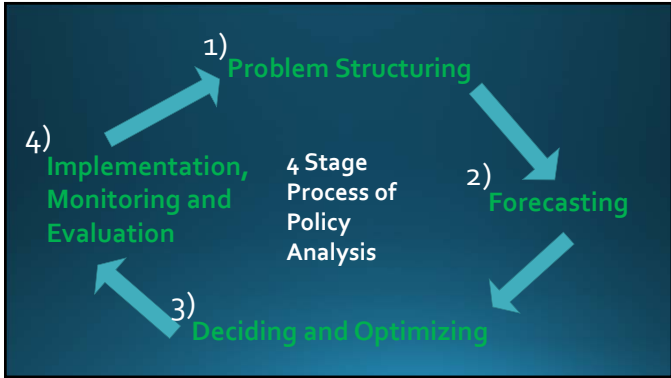 1)
Problem Structuring
2)
Forecasting
3)
Deciding and Optimizing
4)
Implementation,
Monitoring and
Evaluation
4 Stage
Process of
Policy
Analysis